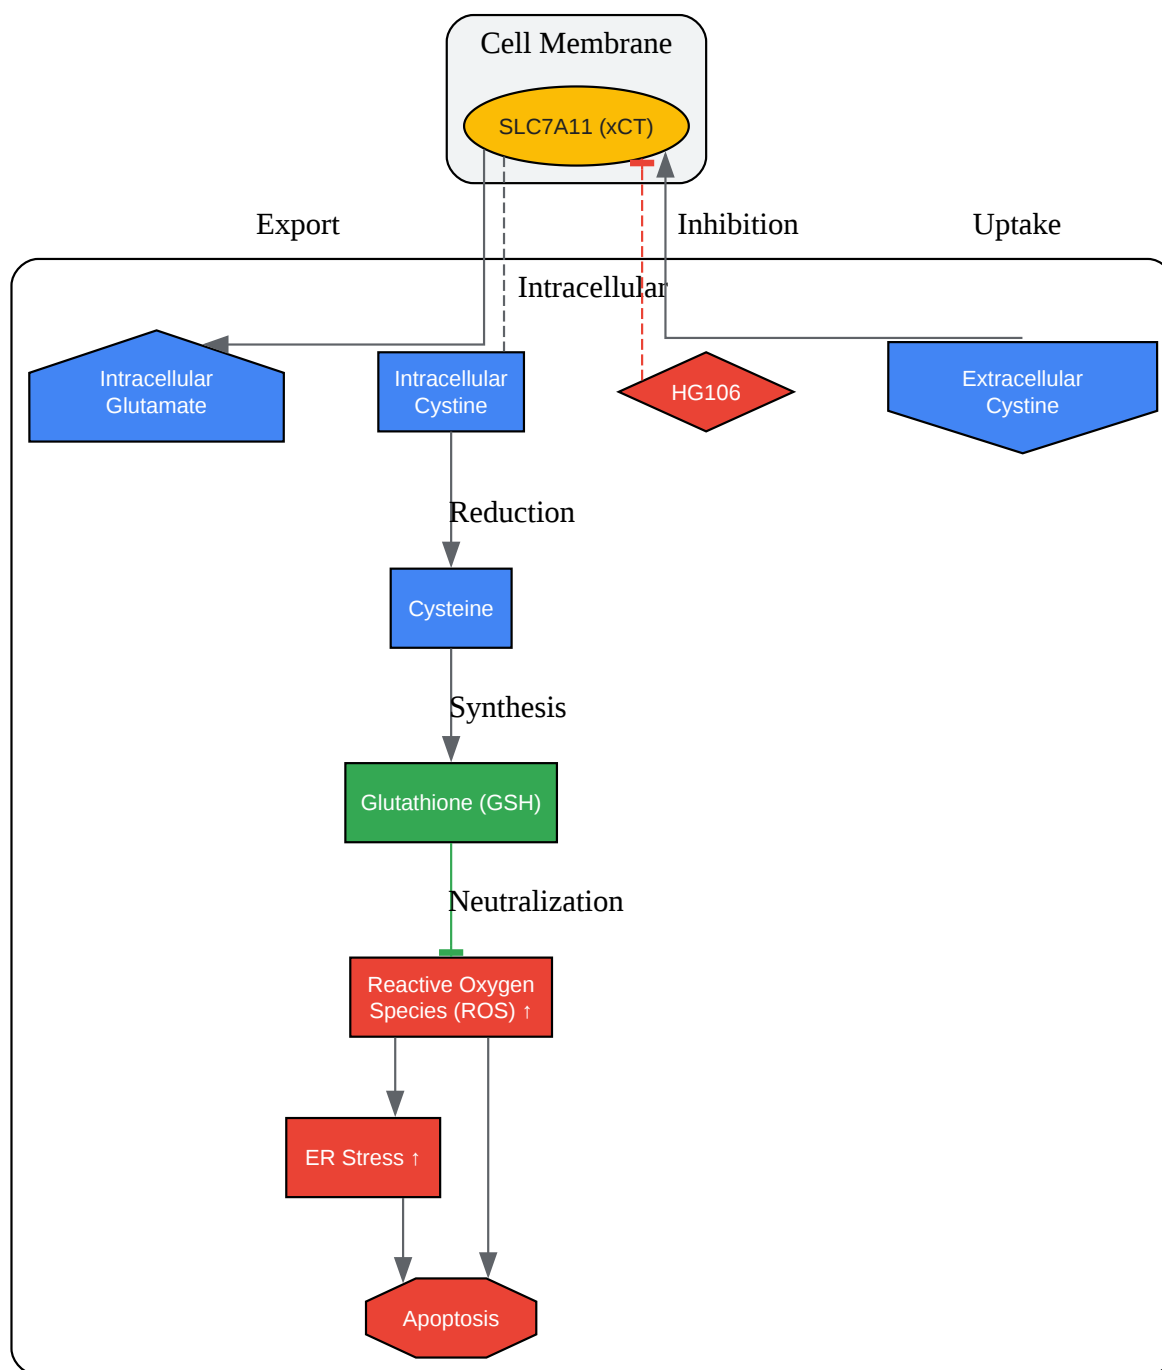 Cell Membrane
SLC7A11 (xCT)
Export
Inhibition
Uptake
Intracellular
Intracellular
Glutamate
Intracellular
Cystine
HG106
Extracellular
Cystine
Reduction
Cysteine
Synthesis
Glutathione (GSH)
Neutralization
Reactive Oxygen
Species (ROS) ↑
ER Stress ↑
Apoptosis